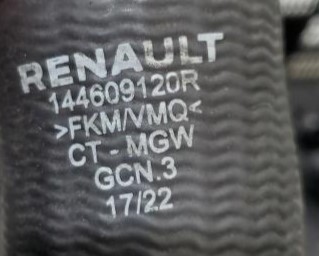 RENAULT
144609120R
>FKM/VMQ<
CT - MGW
GCN.3
17/22